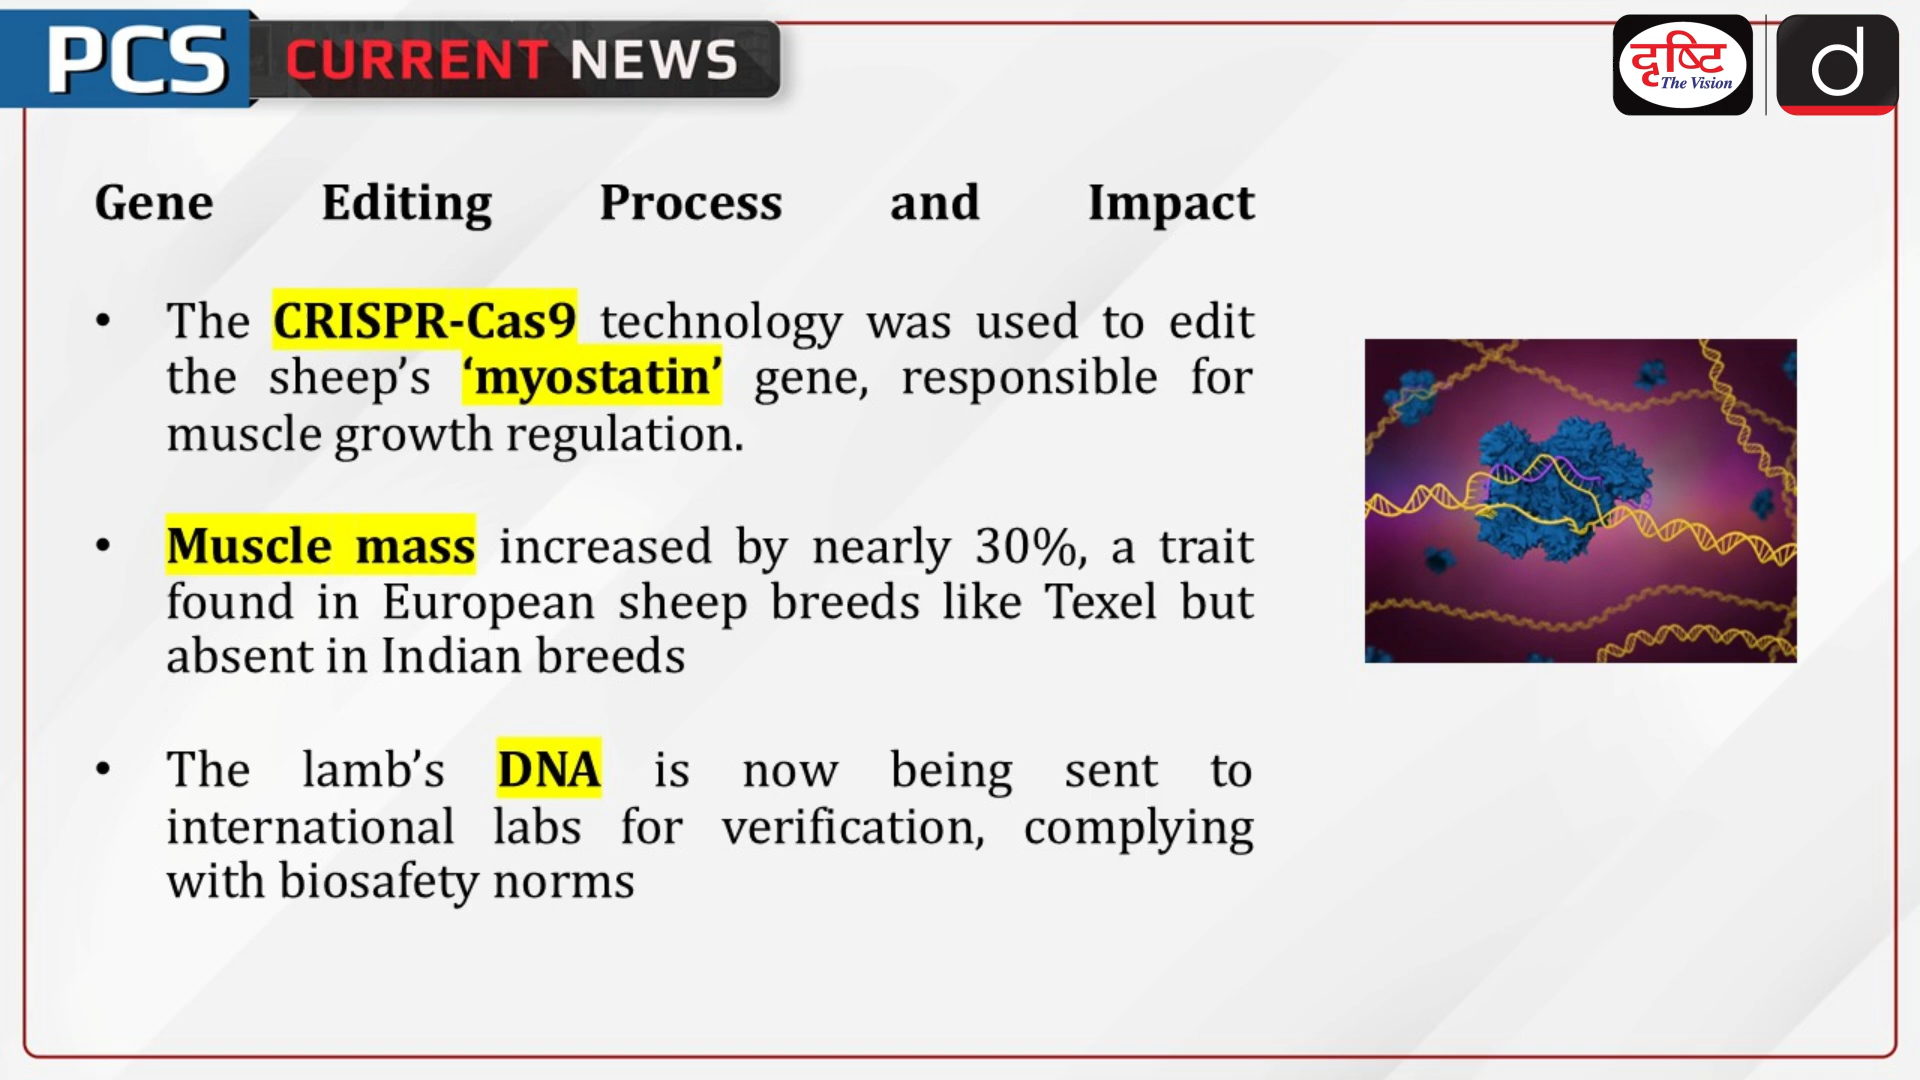 PCS CURRENT NEWS
दृष्टि
The Vision
d
Gene Editing Process and Impact
• The CRISPR-Cas9 technology was used to edit
the sheep’s ‘myostatin’ gene, responsible for
muscle growth regulation.
• Muscle mass increased by nearly 30%, a trait
found in European sheep breeds like Texel but
absent in Indian breeds
• The lamb’s DNA is now being sent to
international labs for verification, complying
with biosafety norms